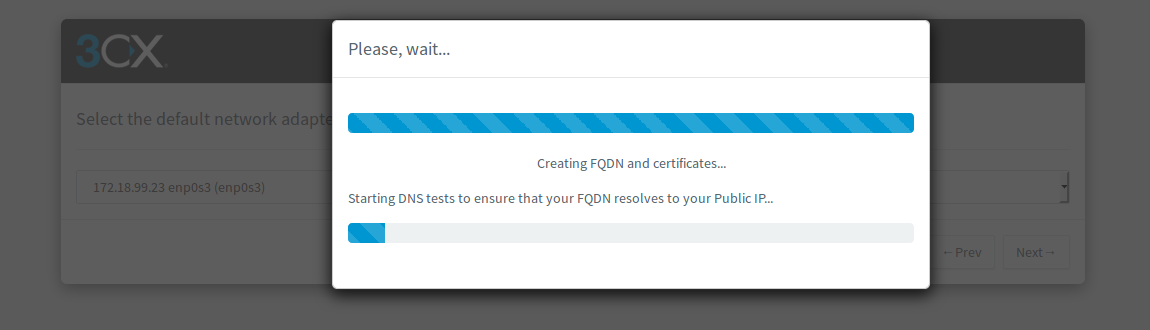 3CX
Please, wait...
Select the default network adapte
Creating FQDN and certificates...
172.18.99.23 enp0s3 (enp0s3)
Starting DNS tests to ensure that your FQDN resolves to your Public IP...
← Prev
Next →